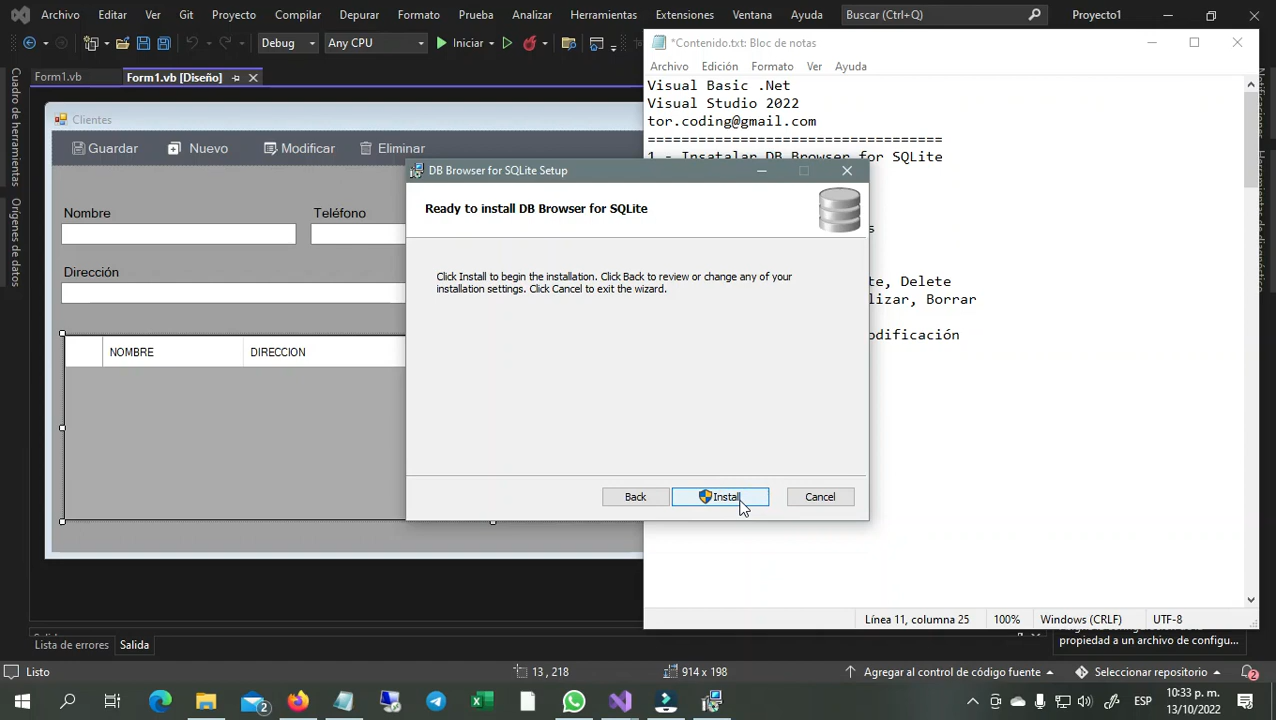 Archivo Editar Ver Git Proyecto Compilar Depurar Formato Prueba Analizar Herramientas Extensiones Ventana Ayuda Buscar (Ctrl+Q) Proyecto1
Debug Any CPU Iniciar
*Contenido.txt: Bloc de notas
Archivo Edición Formato Ver Ayuda
Form1.vb Form1.vb [Diseño]
Cuadro de herramientas
Orígenes de datos
Clientes
Guardar Nuevo Modificar Eliminar
Nombre Teléfono
Dirección
NOMBRE DIRECCION
Visual Basic .Net
Visual Studio 2022
tor.coding@gmail.com
===================================
1 - Insatalar DB Browser for SQLite
s
te, Delete
lizar, Borrar
odificación
DB Browser for SQLite Setup
Ready to install DB Browser for SQLite
Click Install to begin the installation. Click Back to review or change any of your
installation settings. Click Cancel to exit the wizard.
Back Install Cancel
Línea 11, columna 25 100% Windows (CRLF) UTF-8
propiedad a un archivo de configu...
Lista de errores Salida
Listo 13 , 218 914 x 198 Agregar al control de código fuente Seleccionar repositorio 2
2 ESP 10:33 p. m.
13/10/2022